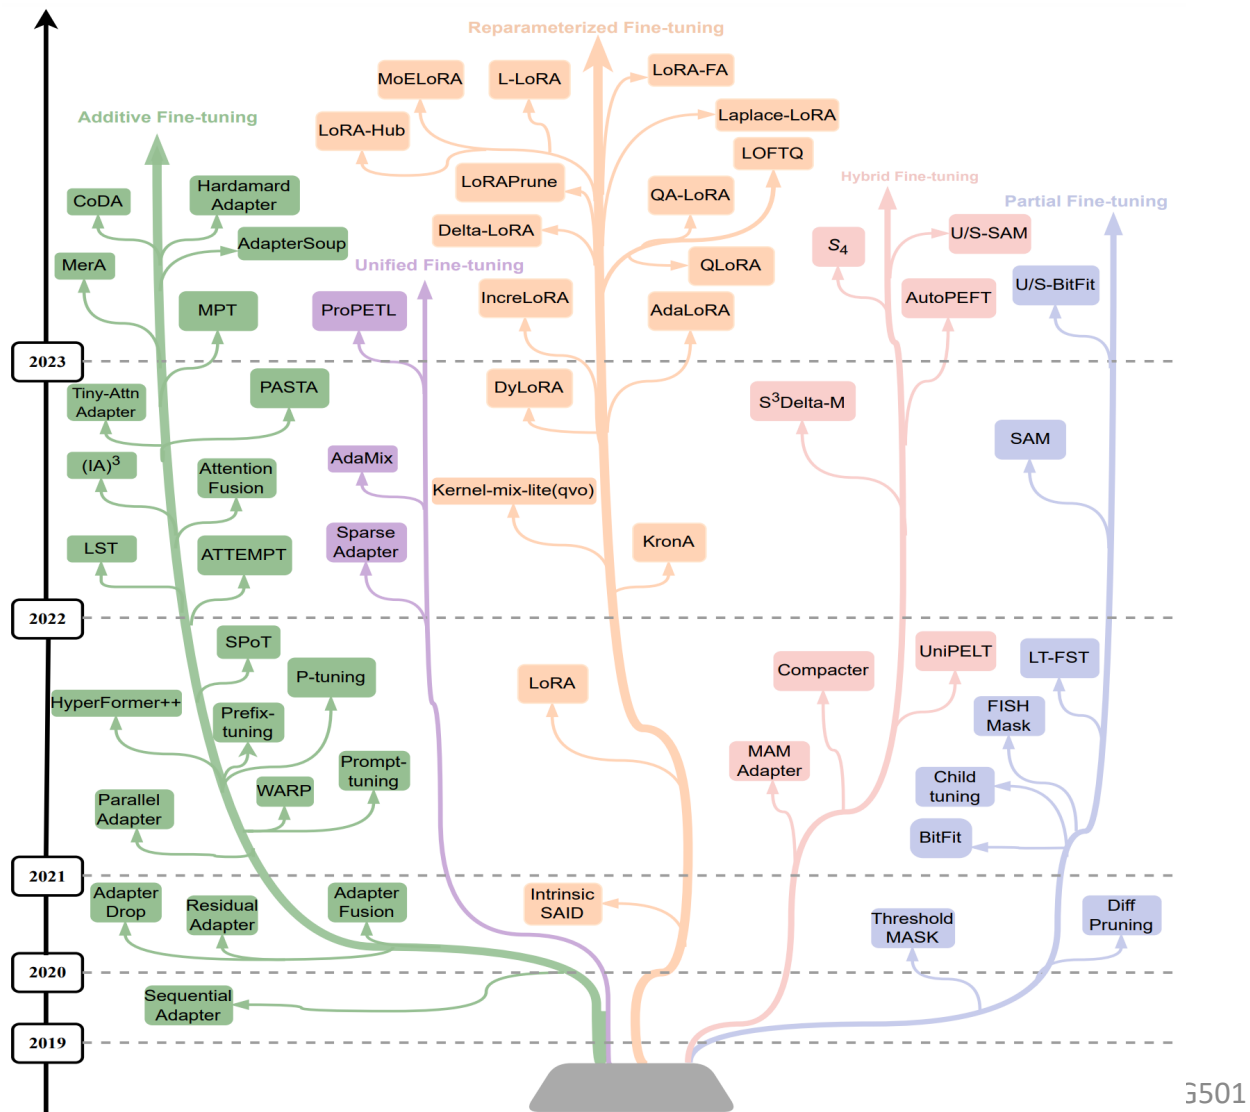 Reparameterized Fine-tuning
MoELoRA
L-LoRA
LoRA-FA
Additive Fine-tuning
LoRA-Hub
Laplace-LoRA
LOFTQ
CoDA
Hardamard
Adapter
LoRAPrune
QA-LoRA
Hybrid Fine-tuning
Partial Fine-tuning
AdapterSoup
Delta-LoRA
S4
U/S-SAM
MerA
Unified Fine-tuning
QLoRA
U/S-BitFit
MPT
ProPETL
IncreLoRA
AdaLoRA
AutoPEFT
2023
Tiny-Attn
Adapter
PASTA
DyLoRA
S3Delta-M
(IA)3
Attention
Fusion
AdaMix
SAM
Kernel-mix-lite(qvo)
LST
ATTEMPT
Sparse
Adapter
KronA
2022
SPoT
HyperFormer++
P-tuning
LoRA
Compacter
UniPELT
LT-FST
Prefix-
tuning
FISH
Mask
MAM
Adapter
WARP
Prompt-
tuning
Child
tuning
Parallel
Adapter
BitFit
2021
Adapter
Drop
Residual
Adapter
Adapter
Fusion
Intrinsic
SAID
Threshold
MASK
Diff
Pruning
2020
Sequential
Adapter
2019
G501